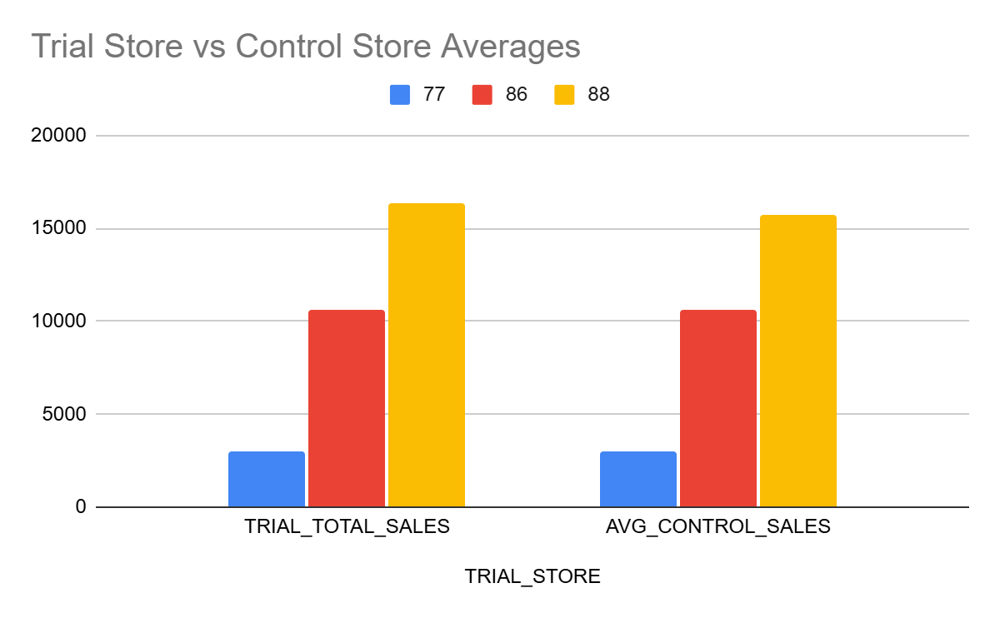 Trial Store vs Control Store Averages
77 86 88
20000
15000
10000
5000
0
TRIAL_TOTAL_SALES AVG_CONTROL_SALES
TRIAL_STORE